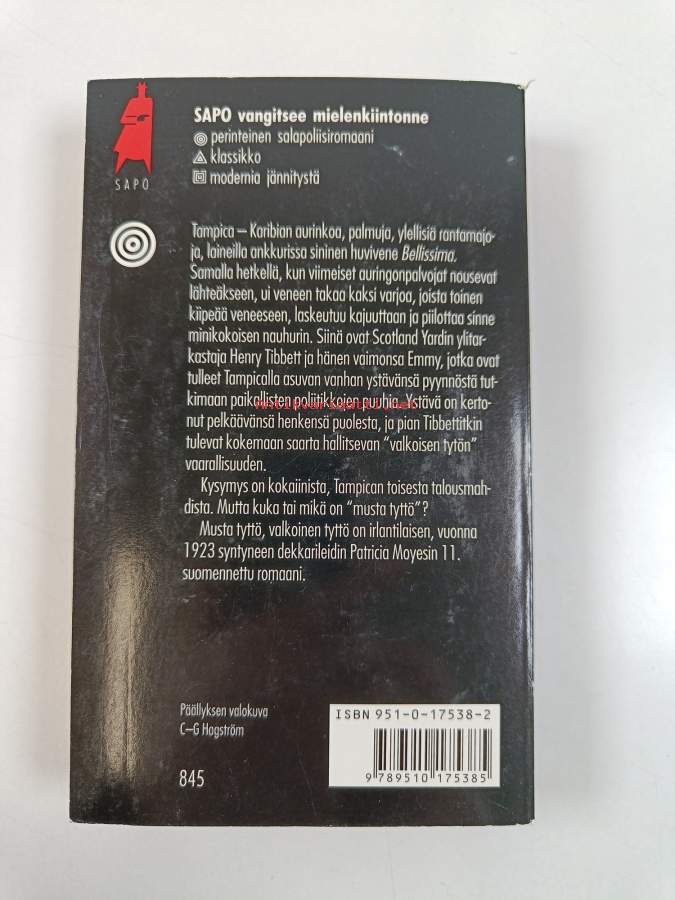 SAPO vangitsee mielenkiintonne
perinteinen salapoliisiromaani
klassikko
modernia jännitystä
SAPO
Tampica – Karibian aurinkoa, palmuja, ylellisiä rantamajo-
ja, laineilla ankkurissa sininen huvivene Bellissima.
Samalla hetkellä, kun viimeiset auringonpalvojat nousevat
lähteäkseen, ui veneen takaa kaksi varjoa, joista toinen
kiipeää veneeseen, laskeutuu kajuuttaan ja piilottaa sinne
minikokoisen nauhurin. Siinä ovat Scotland Yardin ylitar-
kastaja Henry Tibbett ja hänen vaimonsa Emmy, jotka ovat
tulleet Tampicalla asuvan vanhan ystävänsä pyynnöstä tut-
kimaan paikallisten poliitikkojen puuhia. Ystävä on kerto-
nut pelkäävänsä henkensä puolesta, ja pian Tibbettitkin
tulevat kokemaan saarta hallitsevan "valkoisen tytön"
vaarallisuuden.
Kysymys on kokaiinista, Tampican toisesta talousmah-
dista. Mutta kuka tai mikä on "musta tyttö"?
Musta tyttö, valkoinen tyttö on irlantilaisen, vuonna
1923 syntyneen dekkarileidin Patricia Moyesin 11.
suomennettu romaani.
Päällyksen valokuva
C–G Hagström
845
ISBN 951-0-17538-2
9 789510 175385